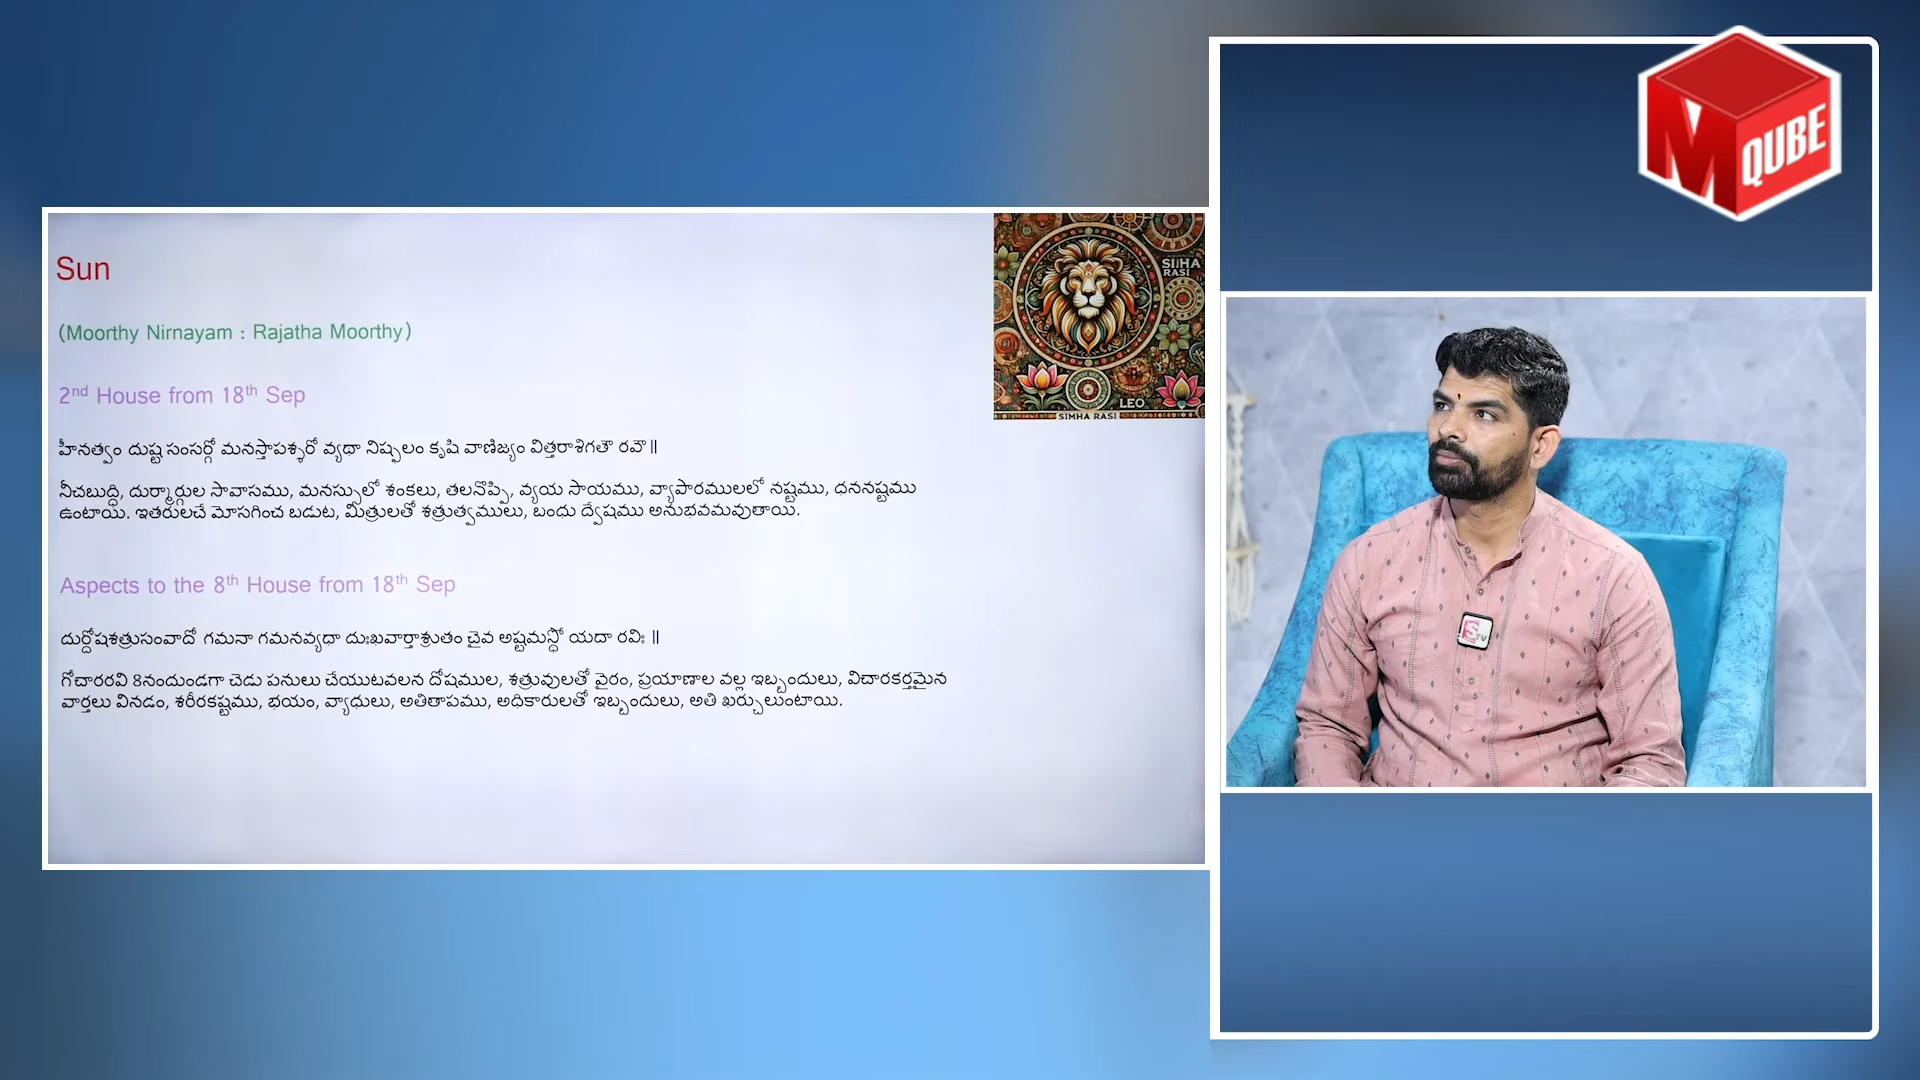 Sun
(Moorthy Nirnayam : Rajatha Moorthy)
2nd House from 18th Sep
హీనత్వం దుష్టసంసర్గో మనస్తాపశ్శిరో వ్యధా నిష్ఫలం కృషి వాణిజ్యం విత్తరాశిగతౌ రవౌ ||
నీచబుద్ధి, దుర్మార్గుల సావాసము, మనస్సులో శంకలు, తలనొప్పి, వ్యయ సాయము, వ్యాపారములలో నష్టము, ధననష్టము
ఉంటాయి. ఇతరులచే మోసగించ బడుట, మిత్రులతో శత్రుత్వములు, బంధు ద్వేషము అనుభవమవుతాయి.
Aspects to the 8th House from 18th Sep
దుర్దోషశత్రుసంవాదో గమనా గమనవ్యధా దుఃఖవార్తాశ్రుతం చైవ అష్టమస్థో యదా రవిః ||
గోచారరవి 8నందుండగా చెడు పనులు చేయుటవలన దోషముల, శత్రువులతో వైరం, ప్రయాణాల వల్ల ఇబ్బందులు, విచారకర్తమైన
వార్తలు వినడం, శరీరకష్టము, భయం, వ్యాధులు, అతితాపము, అధికారులతో ఇబ్బందులు, అతి ఖర్చులుంటాయి.
SIMHA
RASI
LEO
SIMHA RASI
M QUBE
S TV